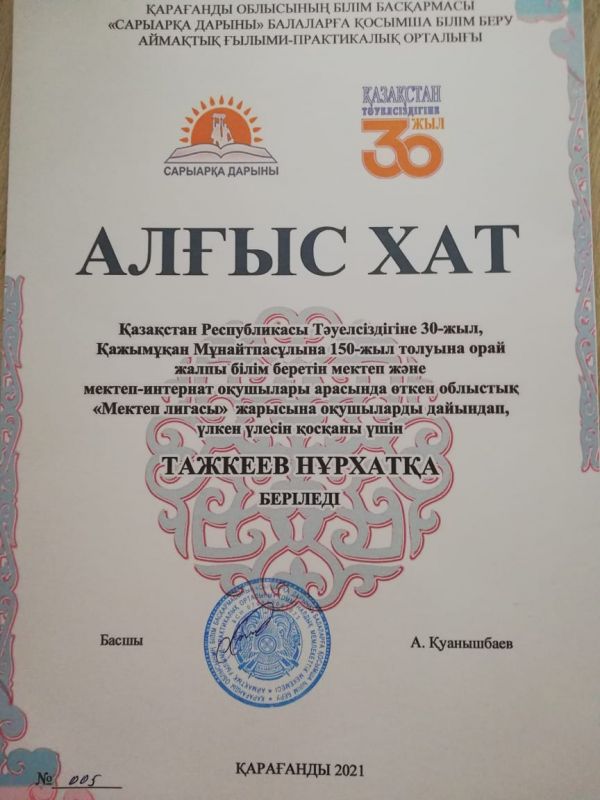 ҚАРАҒАНДЫ ОБЛЫСЫНЫҢ БІЛІМ БАСҚАРМАСЫ
«САРЫАРҚА ДАРЫНЫ» БАЛАЛАРҒА ҚОСЫМША БІЛІМ БЕРУ
АЙМАҚТЫҚ ҒЫЛЫМИ-ПРАКТИКАЛЫҚ ОРТАЛЫҒЫ
САРЫАРҚА ДАРЫНЫ
ҚАЗАҚСТАН
ТӘУЕЛСІЗДІГІНЕ
30 ЖЫЛ
АЛҒЫС ХАТ
Қазақстан Республикасы Тәуелсіздігіне 30-жыл,
Қажымұқан Мұнайтпасұлына 150-жыл толуына орай
жалпы білім беретін мектеп және
мектеп-интернат оқушылары арасында өткен облыстық
«Мектеп лигасы» жарысына оқушыларды дайындап,
үлкен үлесін қосқаны үшін
ТАЖКЕЕВ НҰРХАТҚА
БЕРІЛЕДІ
Басшы
А. Қуанышбаев
ҚАРАҒАНДЫ 2021
№ 005